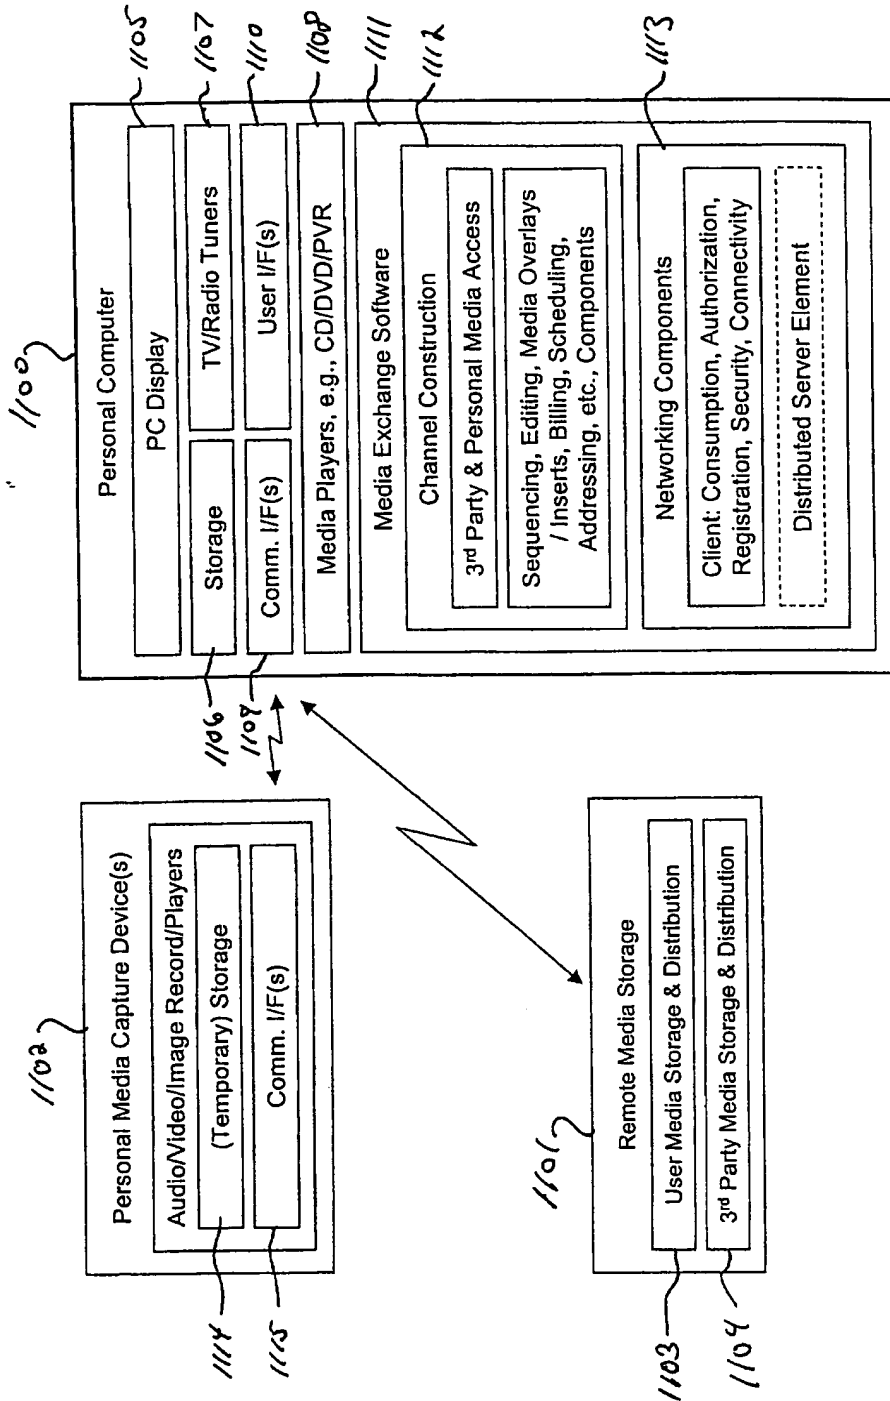 1100
Personal Computer
PC Display
1105
Storage
1106
TV/Radio Tuners
1107
Comm. I/F(s)
1109
User I/F(s)
1110
Media Players, e.g., CD/DVD/PVR
1108
Media Exchange Software
1111
Channel Construction
1112
3rd Party & Personal Media Access
Sequencing, Editing, Media Overlays
/ Inserts, Billing, Scheduling,
Addressing, etc., Components
Networking Components
1113
Client: Consumption, Authorization,
Registration, Security, Connectivity
Distributed Server Element
1102
Personal Media Capture Device(s)
Audio/Video/Image Record/Players
(Temporary) Storage
1114
Comm. I/F(s)
1115
1101
Remote Media Storage
User Media Storage & Distribution
1103
3rd Party Media Storage & Distribution
1104